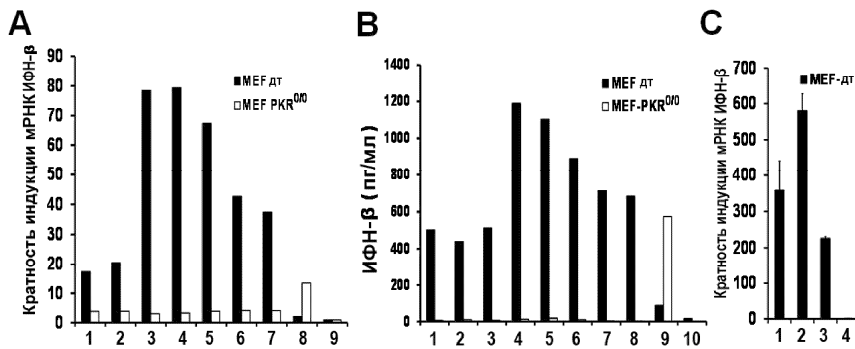 A
Кратность индукции мРНК ИФН-β
90
80
70
60
50
40
30
20
10
0
MEF дт
MEF PKR0/0
1 2 3 4 5 6 7 8 9
B
ИФН-β (пг/мл)
1400
1200
1000
800
600
400
200
0
MEF дт
MEF-PKR0/0
1 2 3 4 5 6 7 8 9 10
C
Кратность индукции мРНК ИФН-β
700
600
500
400
300
200
100
0
MEF-дт
1 2 3 4